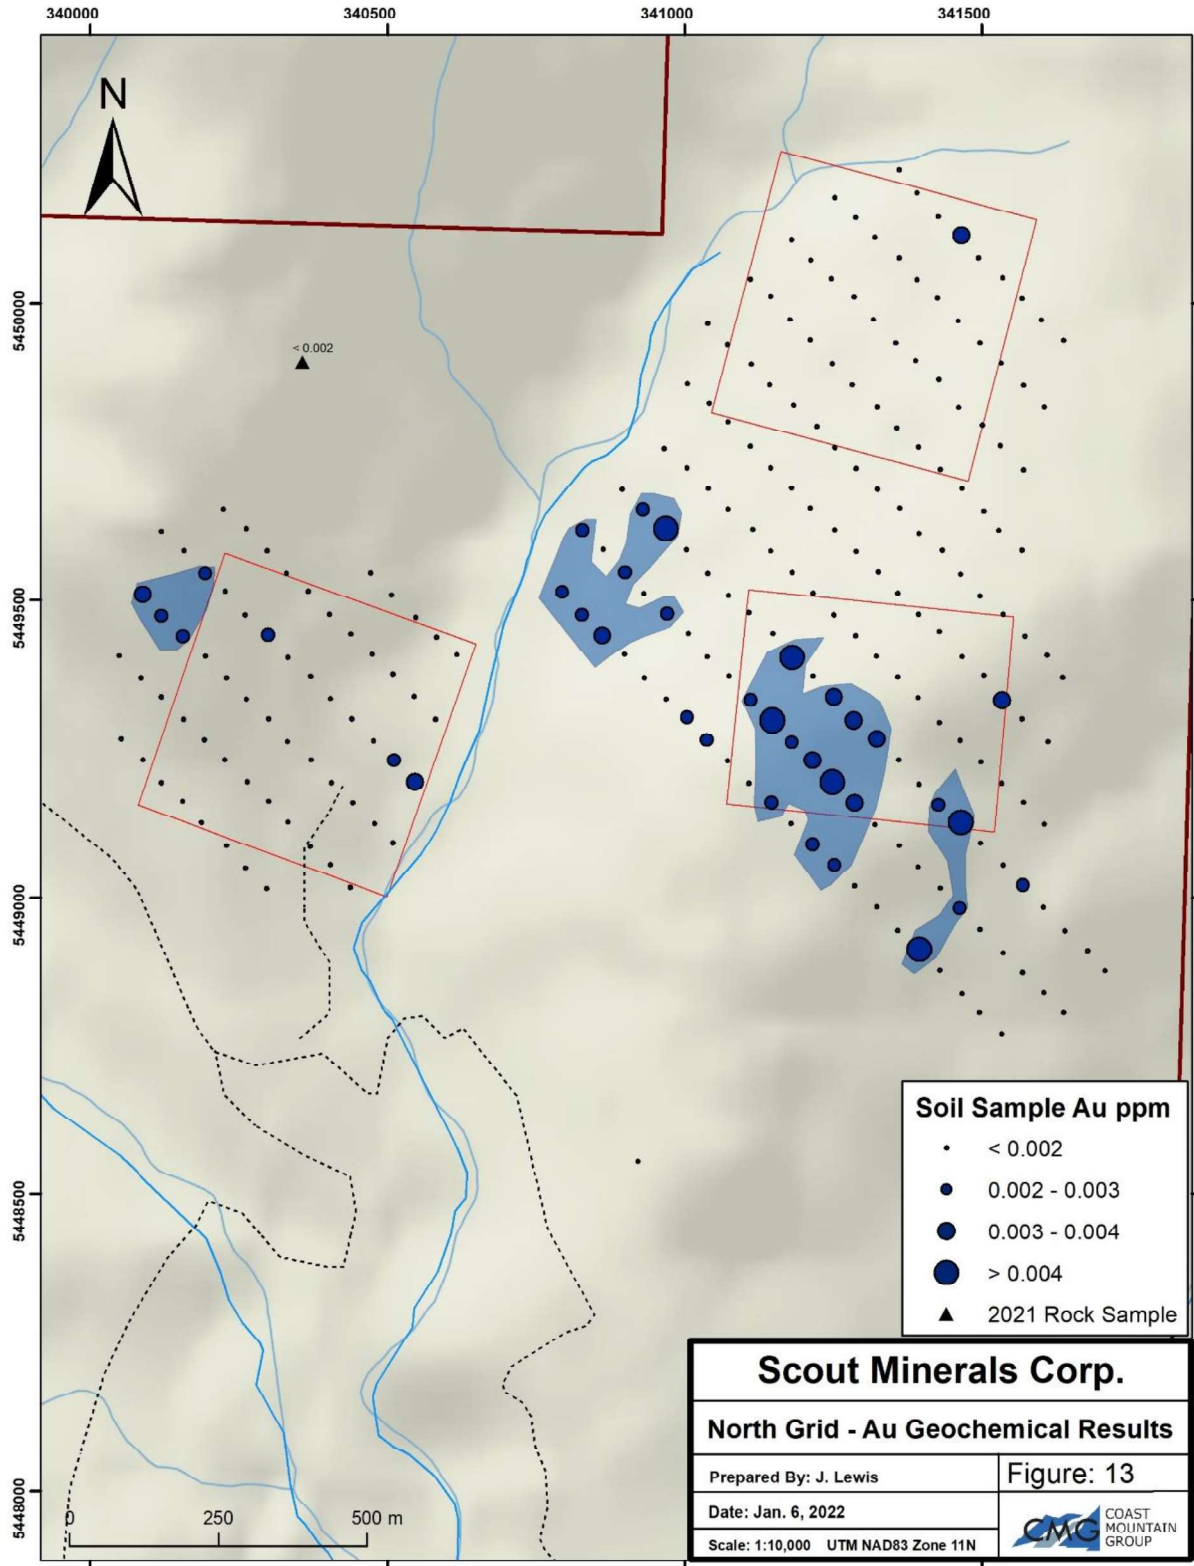 340000 340500 341000 341500
N
5450000
< 0.002
5449500
5449000
5448500
5448000
Soil Sample Au ppm
< 0.002
0.002 - 0.003
0.003 - 0.004
> 0.004
2021 Rock Sample
Scout Minerals Corp.
North Grid - Au Geochemical Results
Prepared By: J. Lewis
Figure: 13
Date: Jan. 6, 2022
Scale: 1:10,000 UTM NAD83 Zone 11N
CMG
COAST
MOUNTAIN
GROUP
0 250 500 m